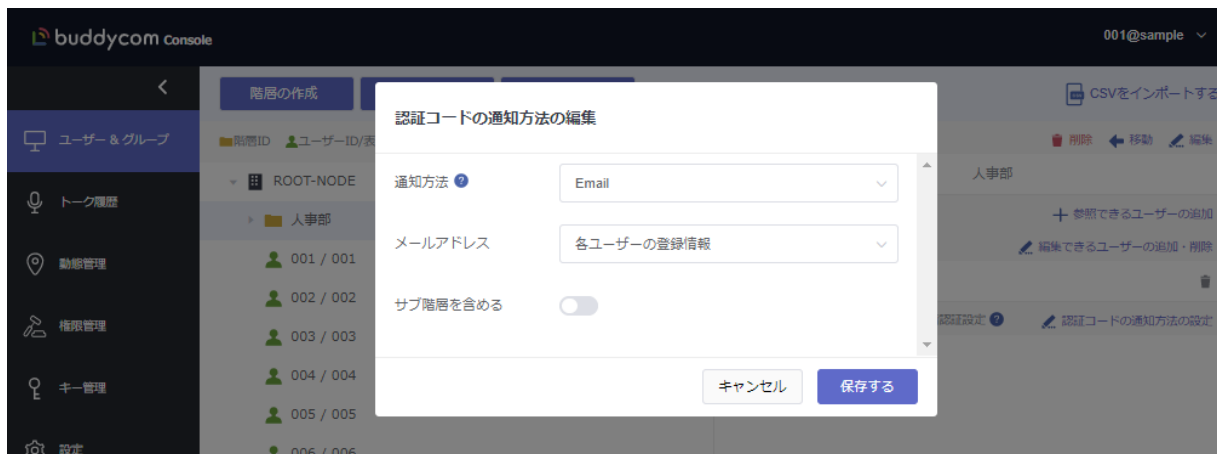 buddycom Console
001@sample
階層の作成
CSVをインポートする
ユーザー & グループ
トーク履歴
動態管理
権限管理
キー管理
設定
階層ID ユーザーID/表
削除 移動 編集
ROOT-NODE
人事部
001 / 001
002 / 002
003 / 003
004 / 004
005 / 005
006 / 006
認証コードの通知方法の編集
通知方法 ?
Email
メールアドレス
各ユーザーの登録情報
サブ階層を含める
キャンセル
保存する
人事部
参照できるユーザーの追加
編集できるユーザーの追加・削除
認証設定 ?
認証コードの通知方法の設定